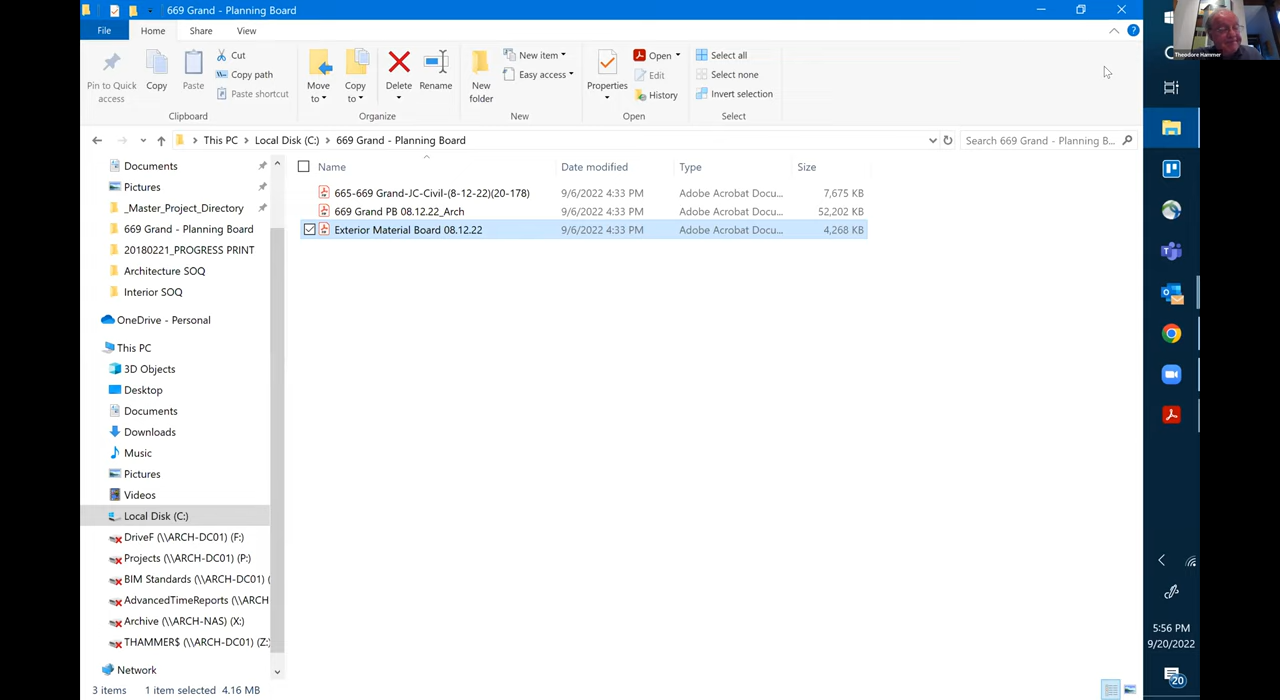 669 Grand - Planning Board
Theodore Hammer
File Home Share View
Pin to Quick access
Copy
Paste
Cut
Copy path
Paste shortcut
Clipboard
Move to
Copy to
Delete
Rename
Organize
New folder
New item
Easy access
New
Properties
Open
Edit
History
Open
Select all
Select none
Invert selection
Select
This PC > Local Disk (C:) > 669 Grand - Planning Board
Search 669 Grand - Planning B...
Name Date modified Type Size
665-669 Grand-JC-Civil-(8-12-22)(20-178) 9/6/2022 4:33 PM Adobe Acrobat Docu... 7,675 KB
669 Grand PB 08.12.22_Arch 9/6/2022 4:33 PM Adobe Acrobat Docu... 52,202 KB
Exterior Material Board 08.12.22 9/6/2022 4:33 PM Adobe Acrobat Docu... 4,268 KB
Documents
Pictures
_Master_Project_Directory
669 Grand - Planning Board
20180221_PROGRESS PRINT
Architecture SOQ
Interior SOQ
OneDrive - Personal
This PC
3D Objects
Desktop
Documents
Downloads
Music
Pictures
Videos
Local Disk (C:)
DriveF (\\ARCH-DC01) (F:)
Projects (\\ARCH-DC01) (P:)
BIM Standards (\\ARCH-DC01) (
AdvancedTimeReports (\\ARCH
Archive (\\ARCH-NAS) (X:)
THAMMER$ (\\ARCH-DC01) (Z:)
Network
3 items 1 item selected 4.16 MB
5:56 PM
9/20/2022
20